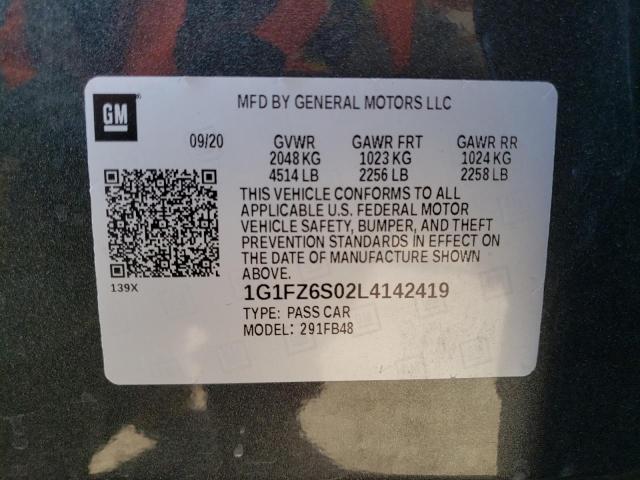 GM
MFD BY GENERAL MOTORS LLC
09/20 GVWR GAWR FRT GAWR RR
2048 KG 1023 KG 1024 KG
4514 LB 2256 LB 2258 LB
THIS VEHICLE CONFORMS TO ALL
APPLICABLE U.S. FEDERAL MOTOR
VEHICLE SAFETY, BUMPER, AND THEFT
PREVENTION STANDARDS IN EFFECT ON
THE DATE OF MANUFACTURE SHOWN
ABOVE.
139X
1G1FZ6S02L4142419
TYPE: PASS CAR
MODEL: 291FB48